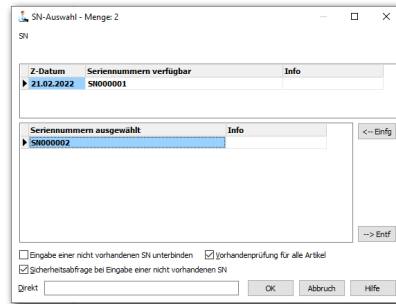 SN-Auswahl - Menge: 2
SN
Z-Datum Seriennummern verfügbar Info
21.02.2022 SN000001
Seriennummern ausgewählt Info
SN000002
<-- Einfg
--> Entf
Eingabe einer nicht vorhandenen SN unterbinden Vorhandenprüfung für alle Artikel
Sicherheitsabfrage bei Eingabe einer nicht vorhandenen SN
Direkt OK Abbruch Hilfe